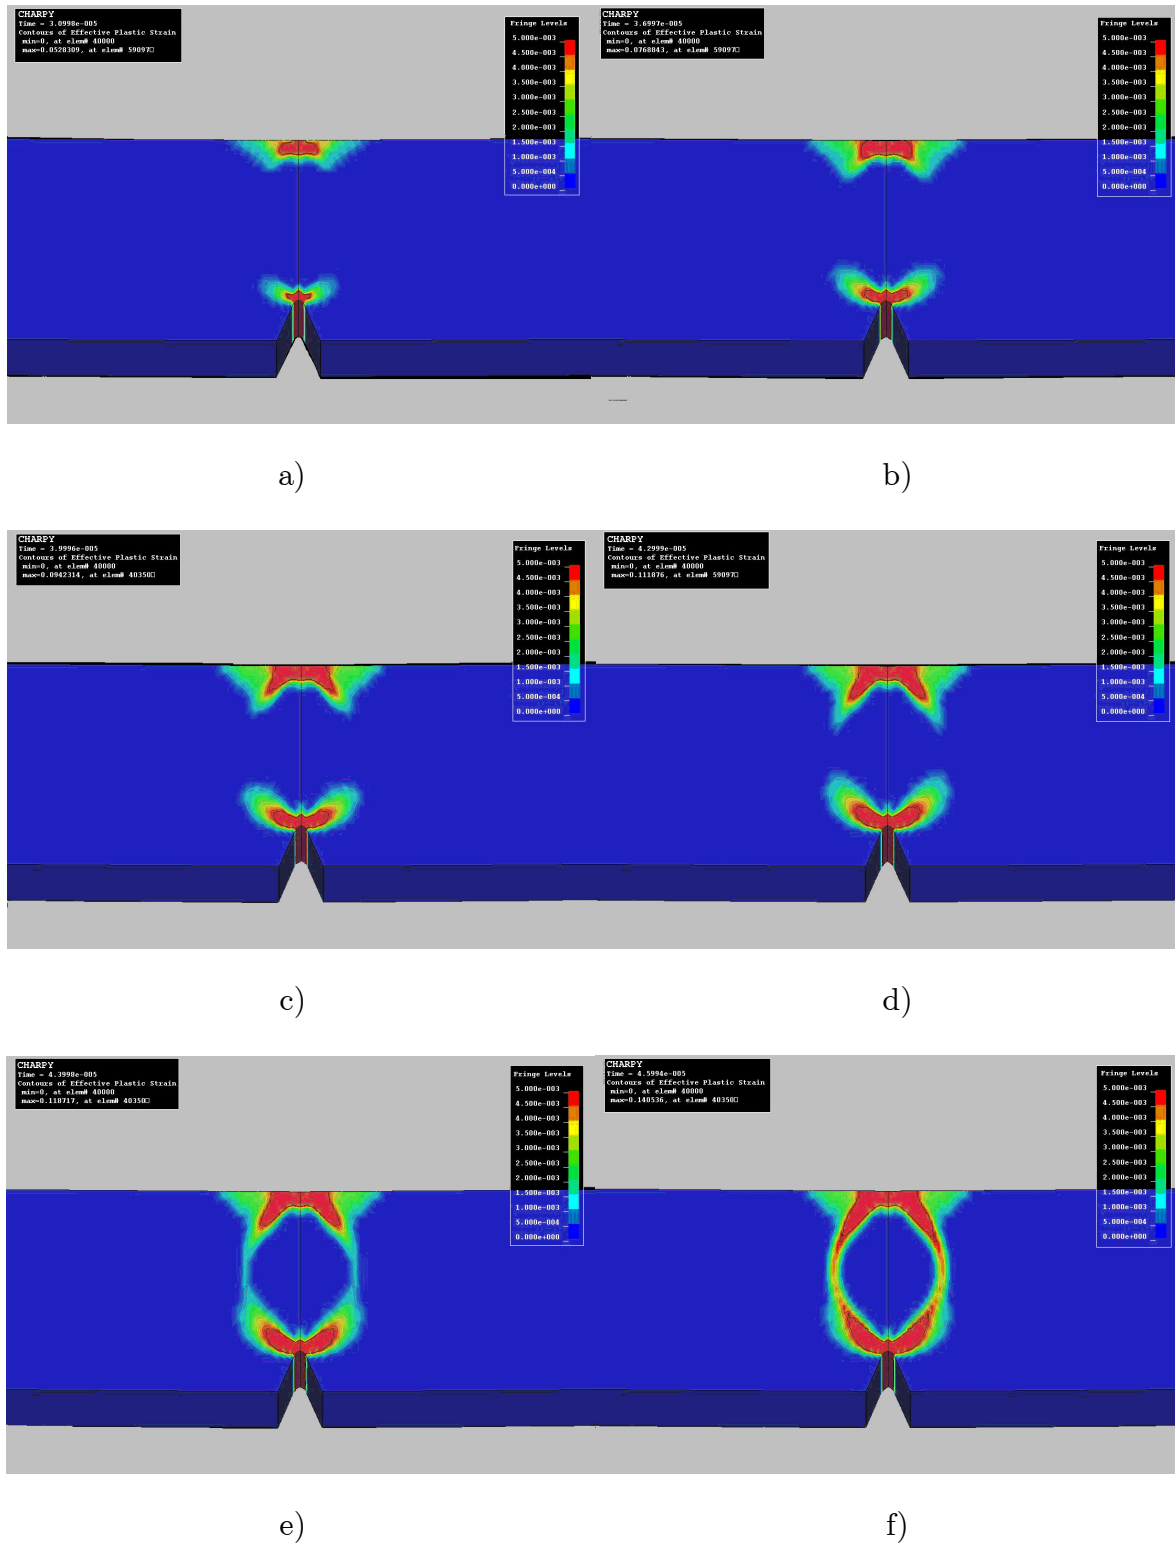 CHARPY
Time = 3.0998e-005
Contours of Effective Plastic Strain
min=0, at elem# 40000
max=0.0528309, at elem# 59097
Fringe Levels
5.000e-003
4.500e-003
4.000e-003
3.500e-003
3.000e-003
2.500e-003
2.000e-003
1.500e-003
1.000e-003
5.000e-004
0.000e+000
a)
CHARPY
Time = 3.6997e-005
Contours of Effective Plastic Strain
min=0, at elem# 40000
max=0.0768843, at elem# 59097
Fringe Levels
5.000e-003
4.500e-003
4.000e-003
3.500e-003
3.000e-003
2.500e-003
2.000e-003
1.500e-003
1.000e-003
5.000e-004
0.000e+000
b)
CHARPY
Time = 3.9996e-005
Contours of Effective Plastic Strain
min=0, at elem# 40000
max=0.0942314, at elem# 40350
Fringe Levels
5.000e-003
4.500e-003
4.000e-003
3.500e-003
3.000e-003
2.500e-003
2.000e-003
1.500e-003
1.000e-003
5.000e-004
0.000e+000
c)
CHARPY
Time = 4.2999e-005
Contours of Effective Plastic Strain
min=0, at elem# 40000
max=0.111876, at elem# 59097
Fringe Levels
5.000e-003
4.500e-003
4.000e-003
3.500e-003
3.000e-003
2.500e-003
2.000e-003
1.500e-003
1.000e-003
5.000e-004
0.000e+000
d)
CHARPY
Time = 4.3998e-005
Contours of Effective Plastic Strain
min=0, at elem# 40000
max=0.118717, at elem# 40350
Fringe Levels
5.000e-003
4.500e-003
4.000e-003
3.500e-003
3.000e-003
2.500e-003
2.000e-003
1.500e-003
1.000e-003
5.000e-004
0.000e+000
e)
CHARPY
Time = 4.5994e-005
Contours of Effective Plastic Strain
min=0, at elem# 40000
max=0.140536, at elem# 40350
Fringe Levels
5.000e-003
4.500e-003
4.000e-003
3.500e-003
3.000e-003
2.500e-003
2.000e-003
1.500e-003
1.000e-003
5.000e-004
0.000e+000
f)